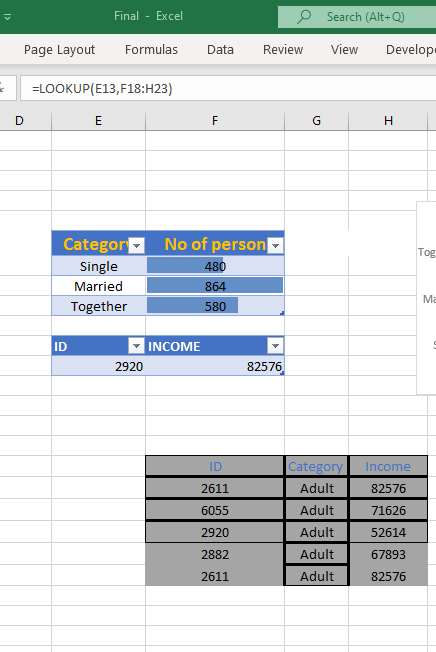 Final - Excel
Search (Alt+Q)
Page Layout Formulas Data Review View Develop
=LOOKUP(E13,F18:H23)
D E F G H
Category No of person
Single 480
Married 864
Together 580
Tog
Ma
S
ID INCOME
2920 82576
ID Category Income
2611 Adult 82576
6055 Adult 71626
2920 Adult 52614
2882 Adult 67893
2611 Adult 82576